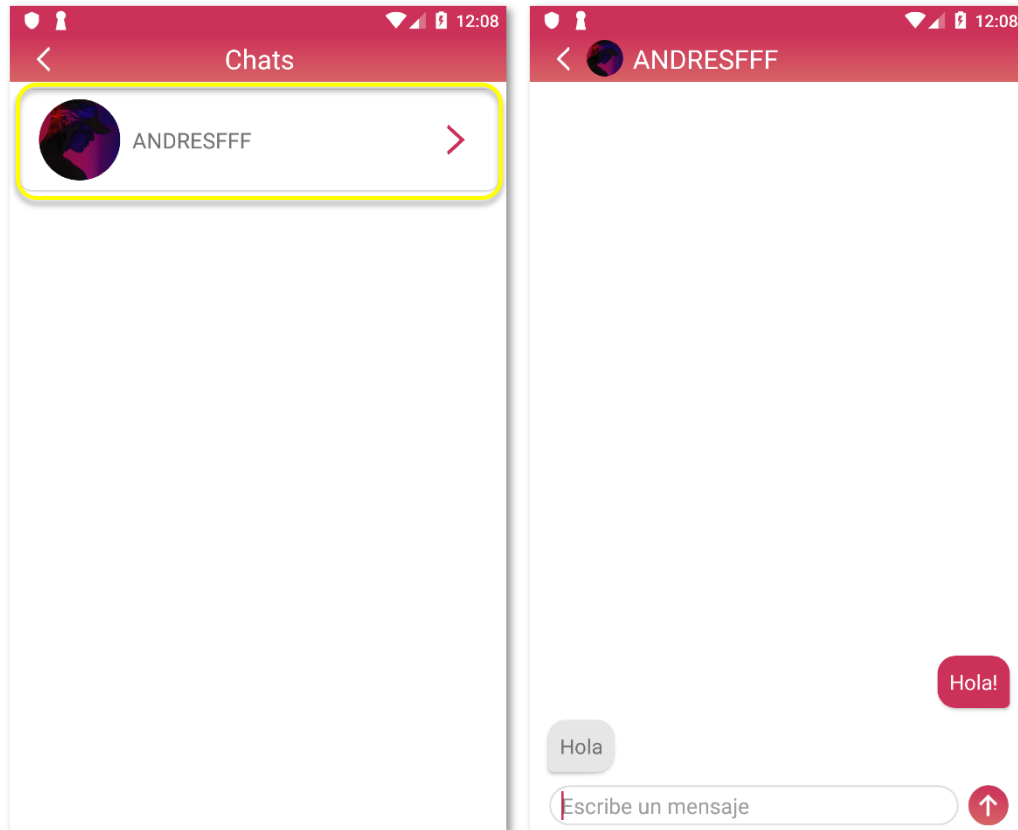 12:08
Chats
ANDRESFFF
12:08
ANDRESFFF
Hola!
Hola
Escribe un mensaje